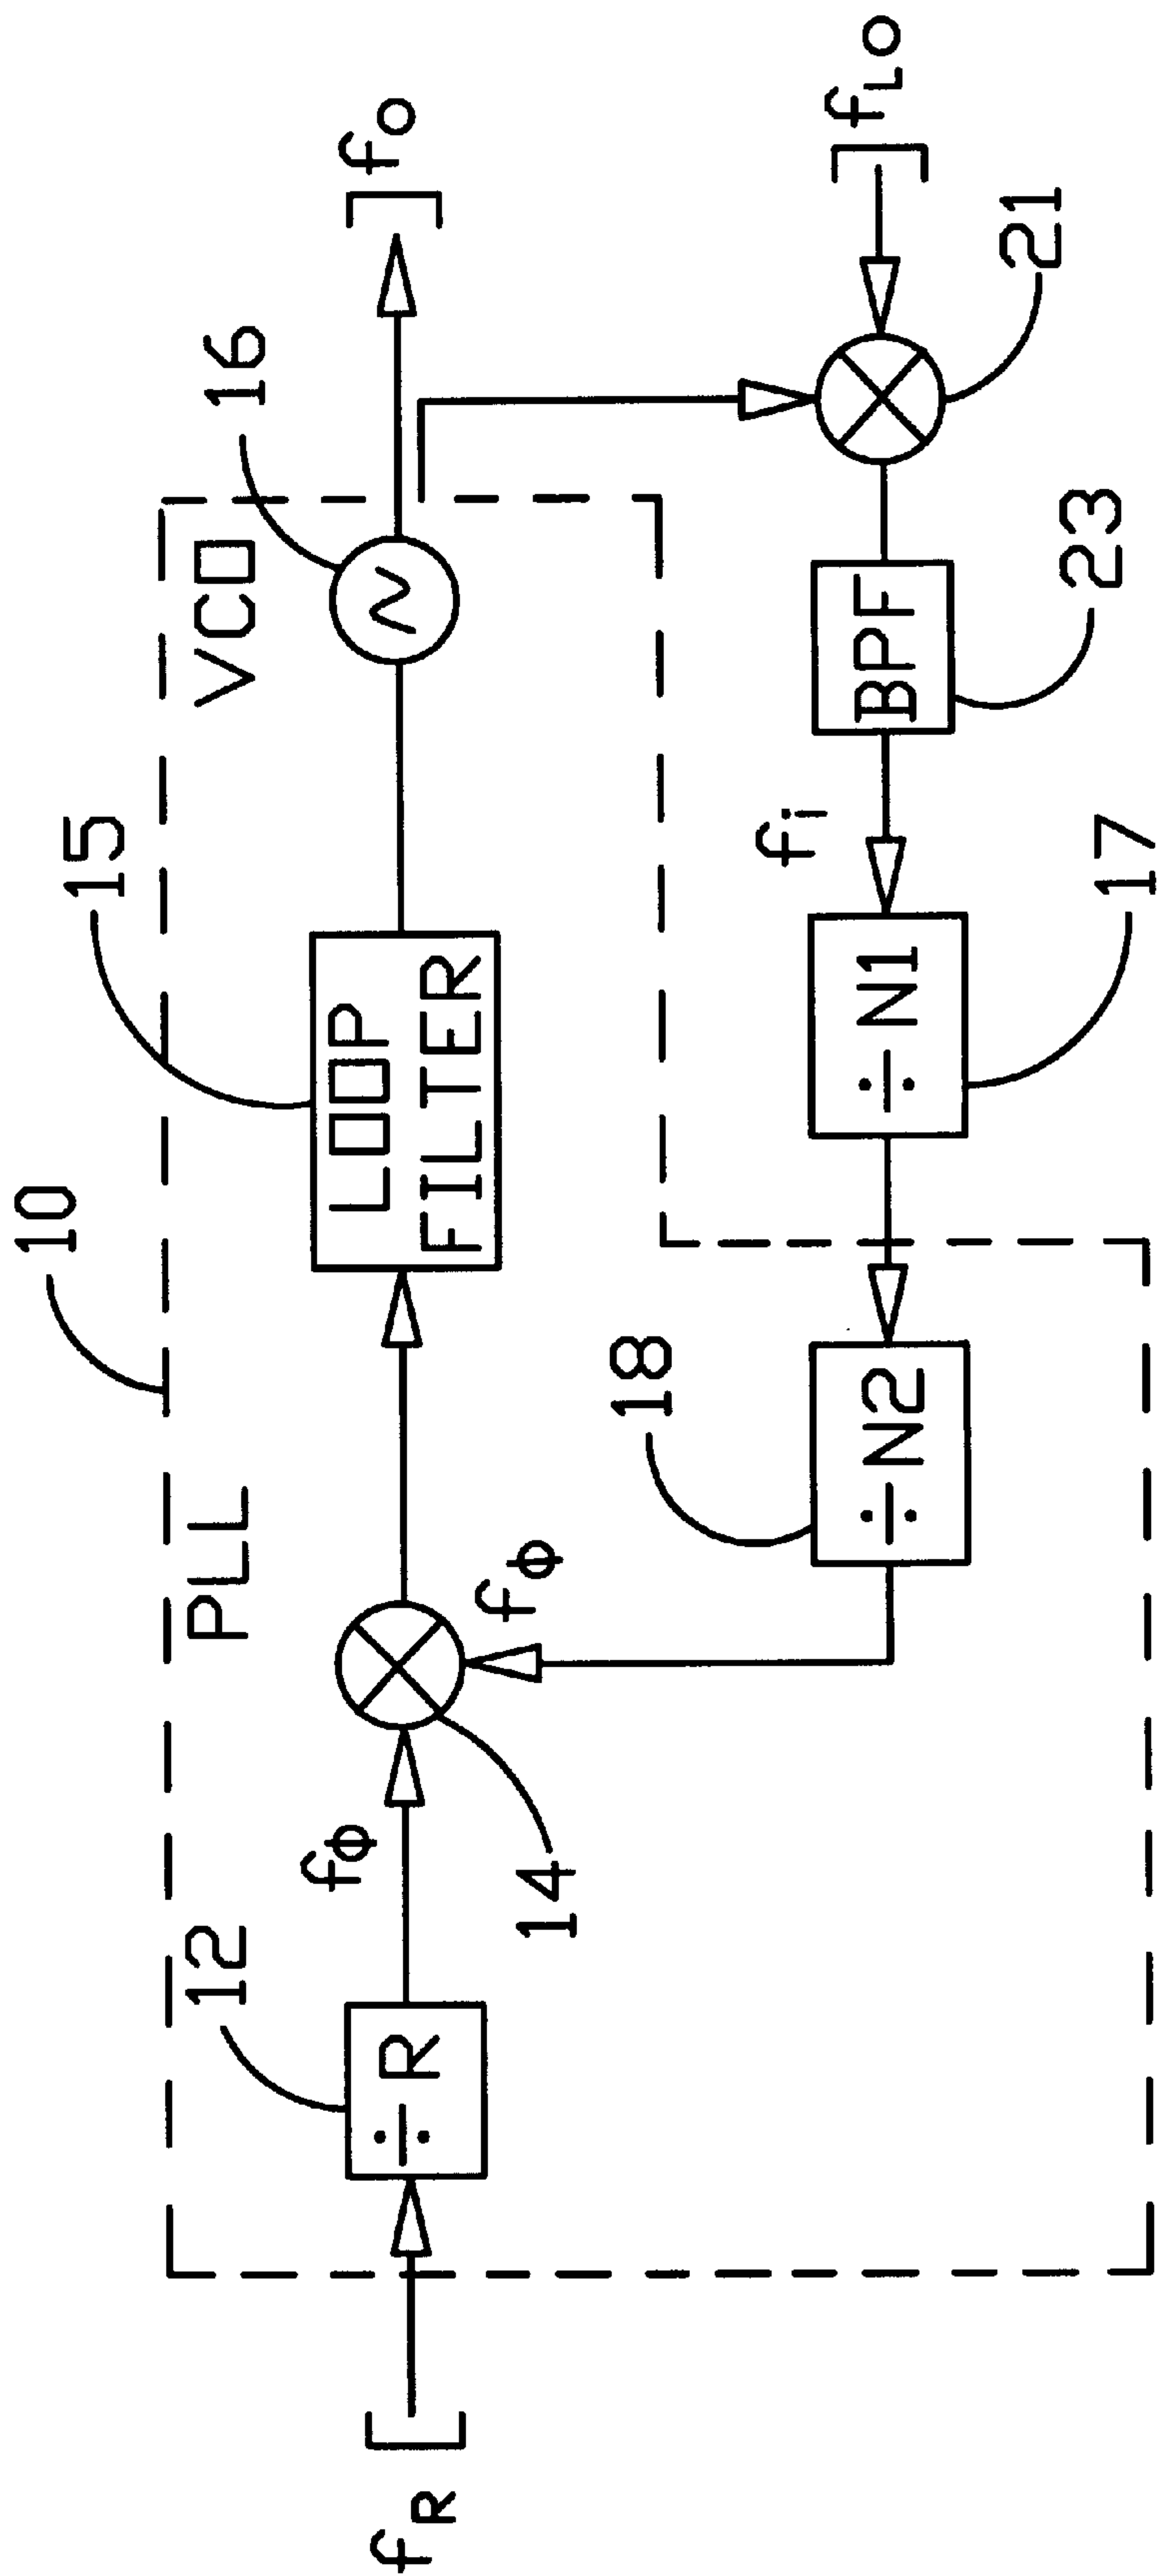 10
PLL
15
VCO
16
12
fϕ
14
fϕ
18
fR
÷R
LOOP
FILTER
fO
÷N2
÷N1
fi
BPF
fLO
17
23
21